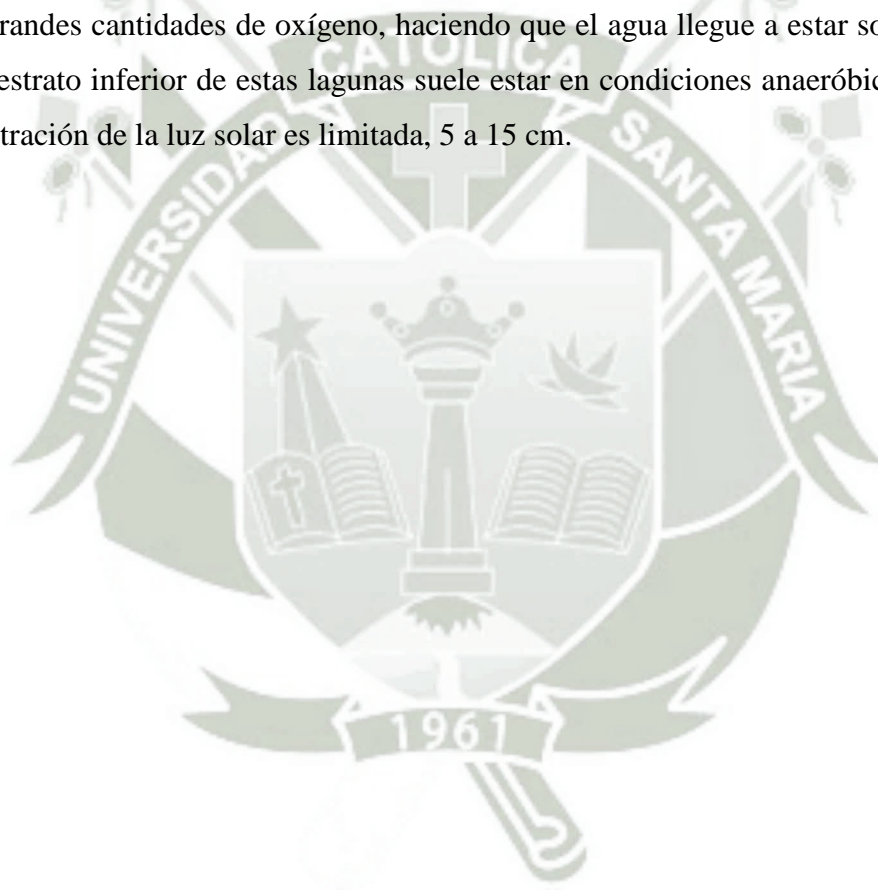 randes cantidades de oxígeno, haciendo que el agua llegue a estar so
estrato inferior de estas lagunas suele estar en condiciones anaeróbic
tración de la luz solar es limitada, 5 a 15 cm.
UNIVERSIDAD CATOLICA SANTA MARIA
1961